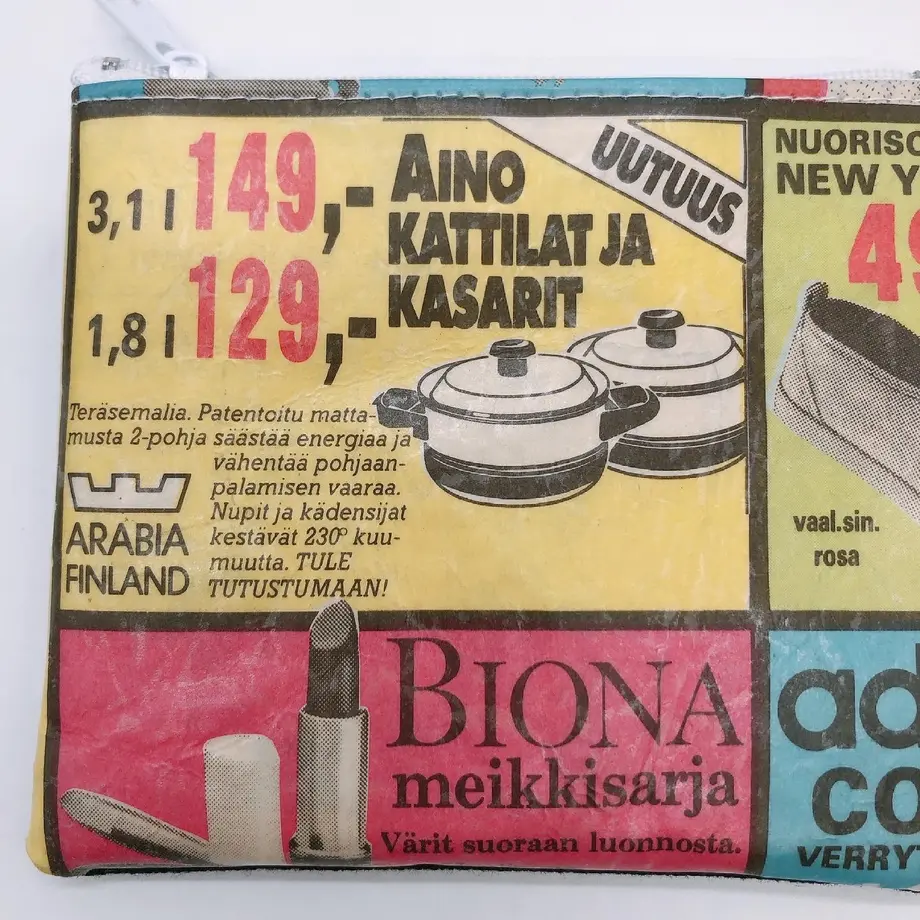 3,1 l 149,-
1,8 l 129,-
AINO
KATTILAT JA
KASARIT
UUTUUS
Teräsemalia. Patentoitu matta-
musta 2-pohja säästää energiaa ja
vähentää pohjaan-
palamisen vaaraa.
Nupit ja kädensijat
kestävät 230° kuu-
muutta. TULE
TUTUSTUMAAN!
ARABIA
FINLAND
NUORISO
NEW Y
49
vaal.sin.
rosa
BIONA
meikkisarja
Värit suoraan luonnosta.
ad
CO
VERRYT